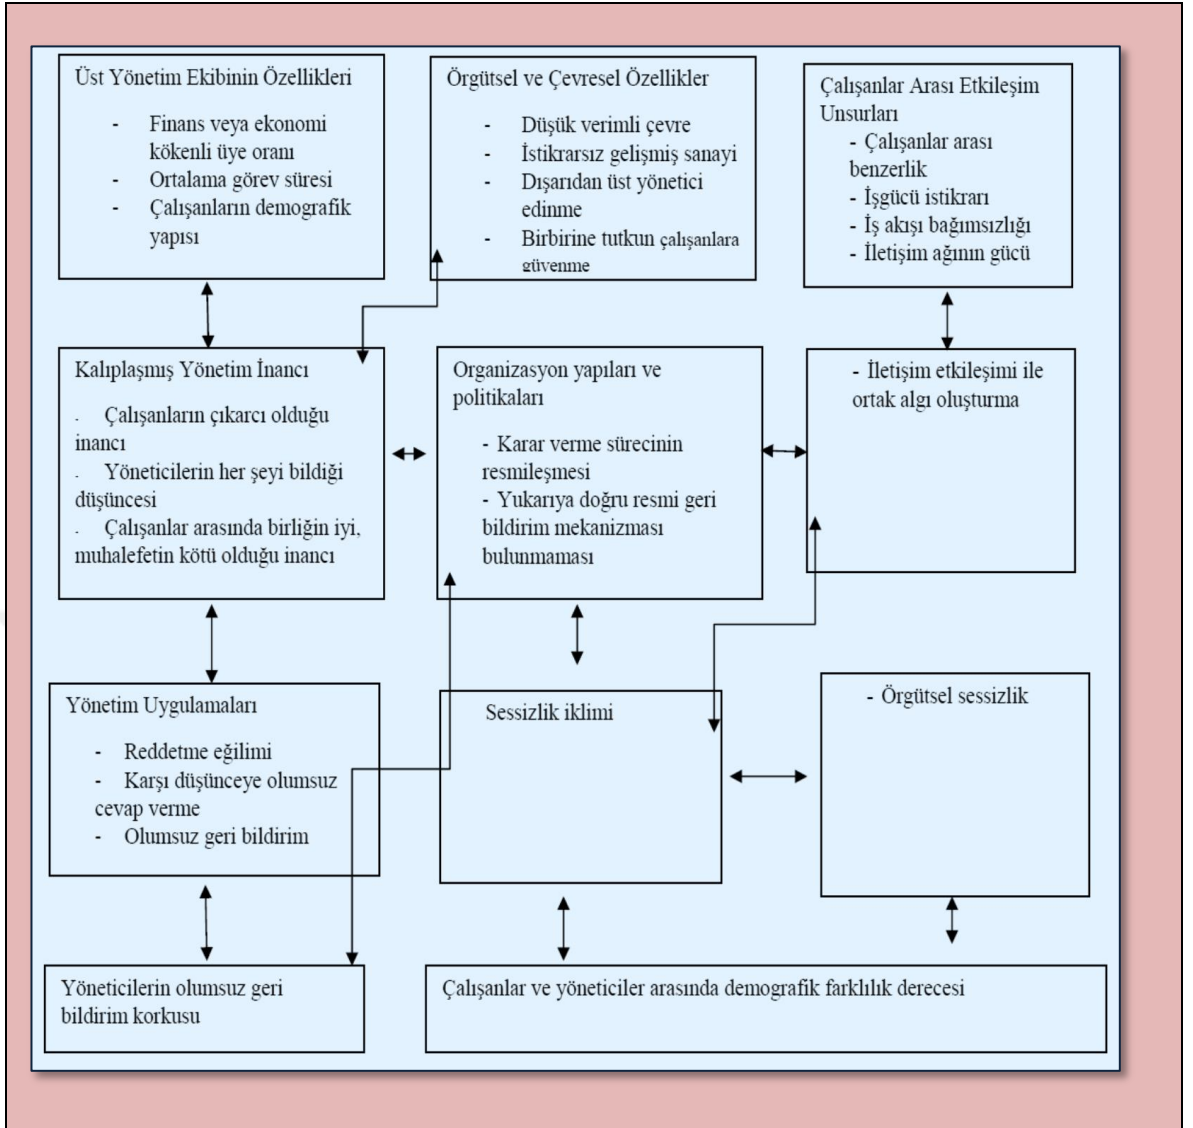 Üst Yönetim Ekibinin Özellikleri
- Finans veya ekonomi
kökenli üye oranı
- Ortalama görev süresi
- Çalışanların demografik
yapısı
Örgütsel ve Çevresel Özellikler
- Düşük verimli çevre
- İstikrarsız gelişmiş sanayi
- Dışarıdan üst yönetici
edinme
- Birbirine tutkun çalışanlara
güvenme
Çalışanlar Arası Etkileşim
Unsurları
- Çalışanlar arası
benzerlik
- İşgücü istikrarı
- İş akışı bağımsızlığı
- İletişim ağının gücü
Kalıplaşmış Yönetim İnancı
. Çalışanların çıkarcı olduğu
inancı
. Yöneticilerin her şeyi bildiği
düşüncesi
. Çalışanlar arasında birliğin iyi,
muhalefetin kötü olduğu inancı
Organizasyon yapıları ve
politikaları
- Karar verme sürecinin
resmileşmesi
- Yukarıya doğru resmi geri
bildirim mekanizması
bulunmaması
- İletişim etkileşimi ile
ortak algı oluşturma
Yönetim Uygulamaları
- Reddetme eğilimi
- Karşı düşünceye olumsuz
cevap verme
- Olumsuz geri bildirim
Sessizlik iklimi
- Örgütsel sessizlik
Yöneticilerin olumsuz geri
bildirim korkusu
Çalışanlar ve yöneticiler arasında demografik farklılık derecesi